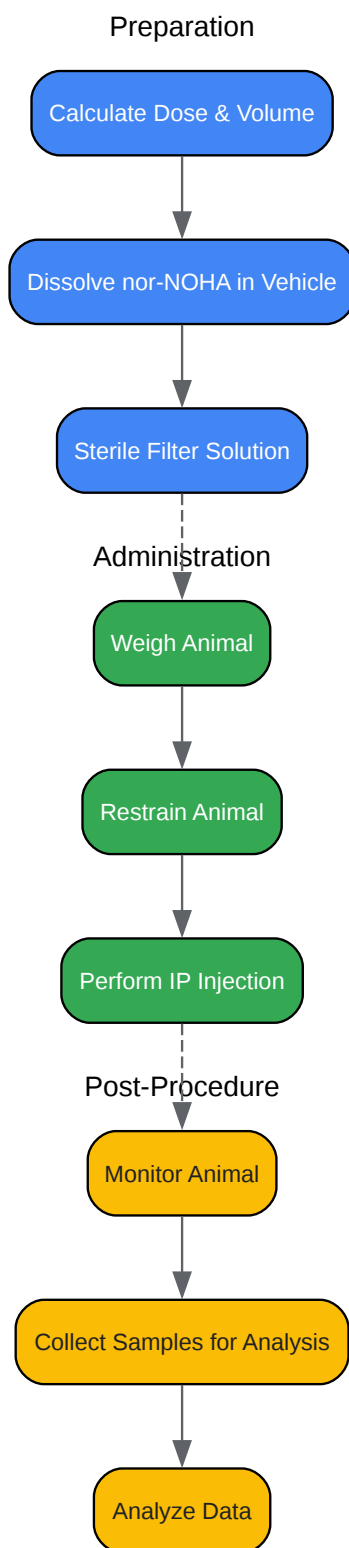 Preparation
Calculate Dose & Volume
Dissolve nor-NOHA in Vehicle
Sterile Filter Solution
Administration
Weigh Animal
Restrain Animal
Perform IP Injection
Post-Procedure
Monitor Animal
Collect Samples for Analysis
Analyze Data